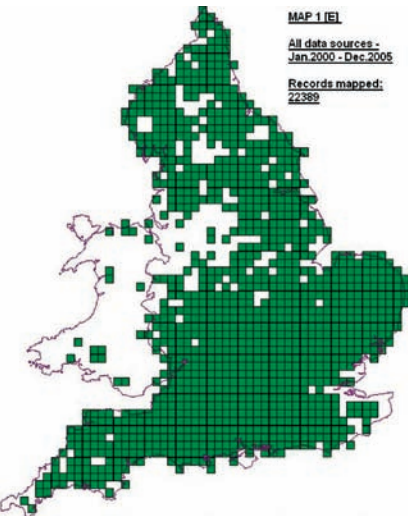 MAP 1 [E]
All data sources -
Jan.2000 - Dec.2005
Records mapped:
22389